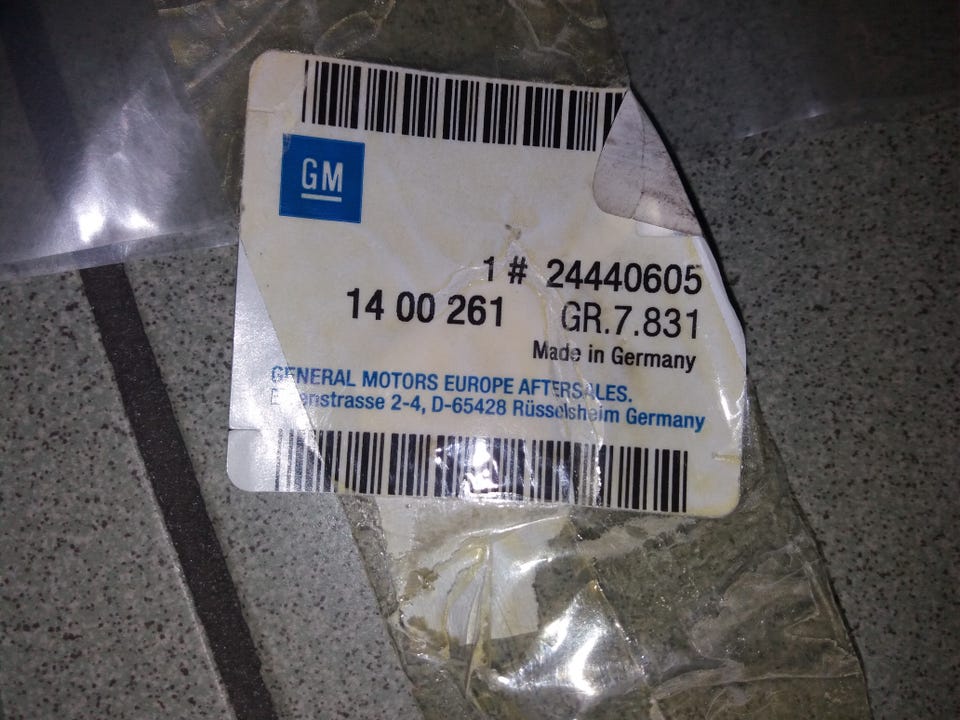 GM
1 # 24440605
14 00 261 GR.7.831
Made in Germany
GENERAL MOTORS EUROPE AFTERSALES.
2-4, D-65428 Rüsselsheim Germany